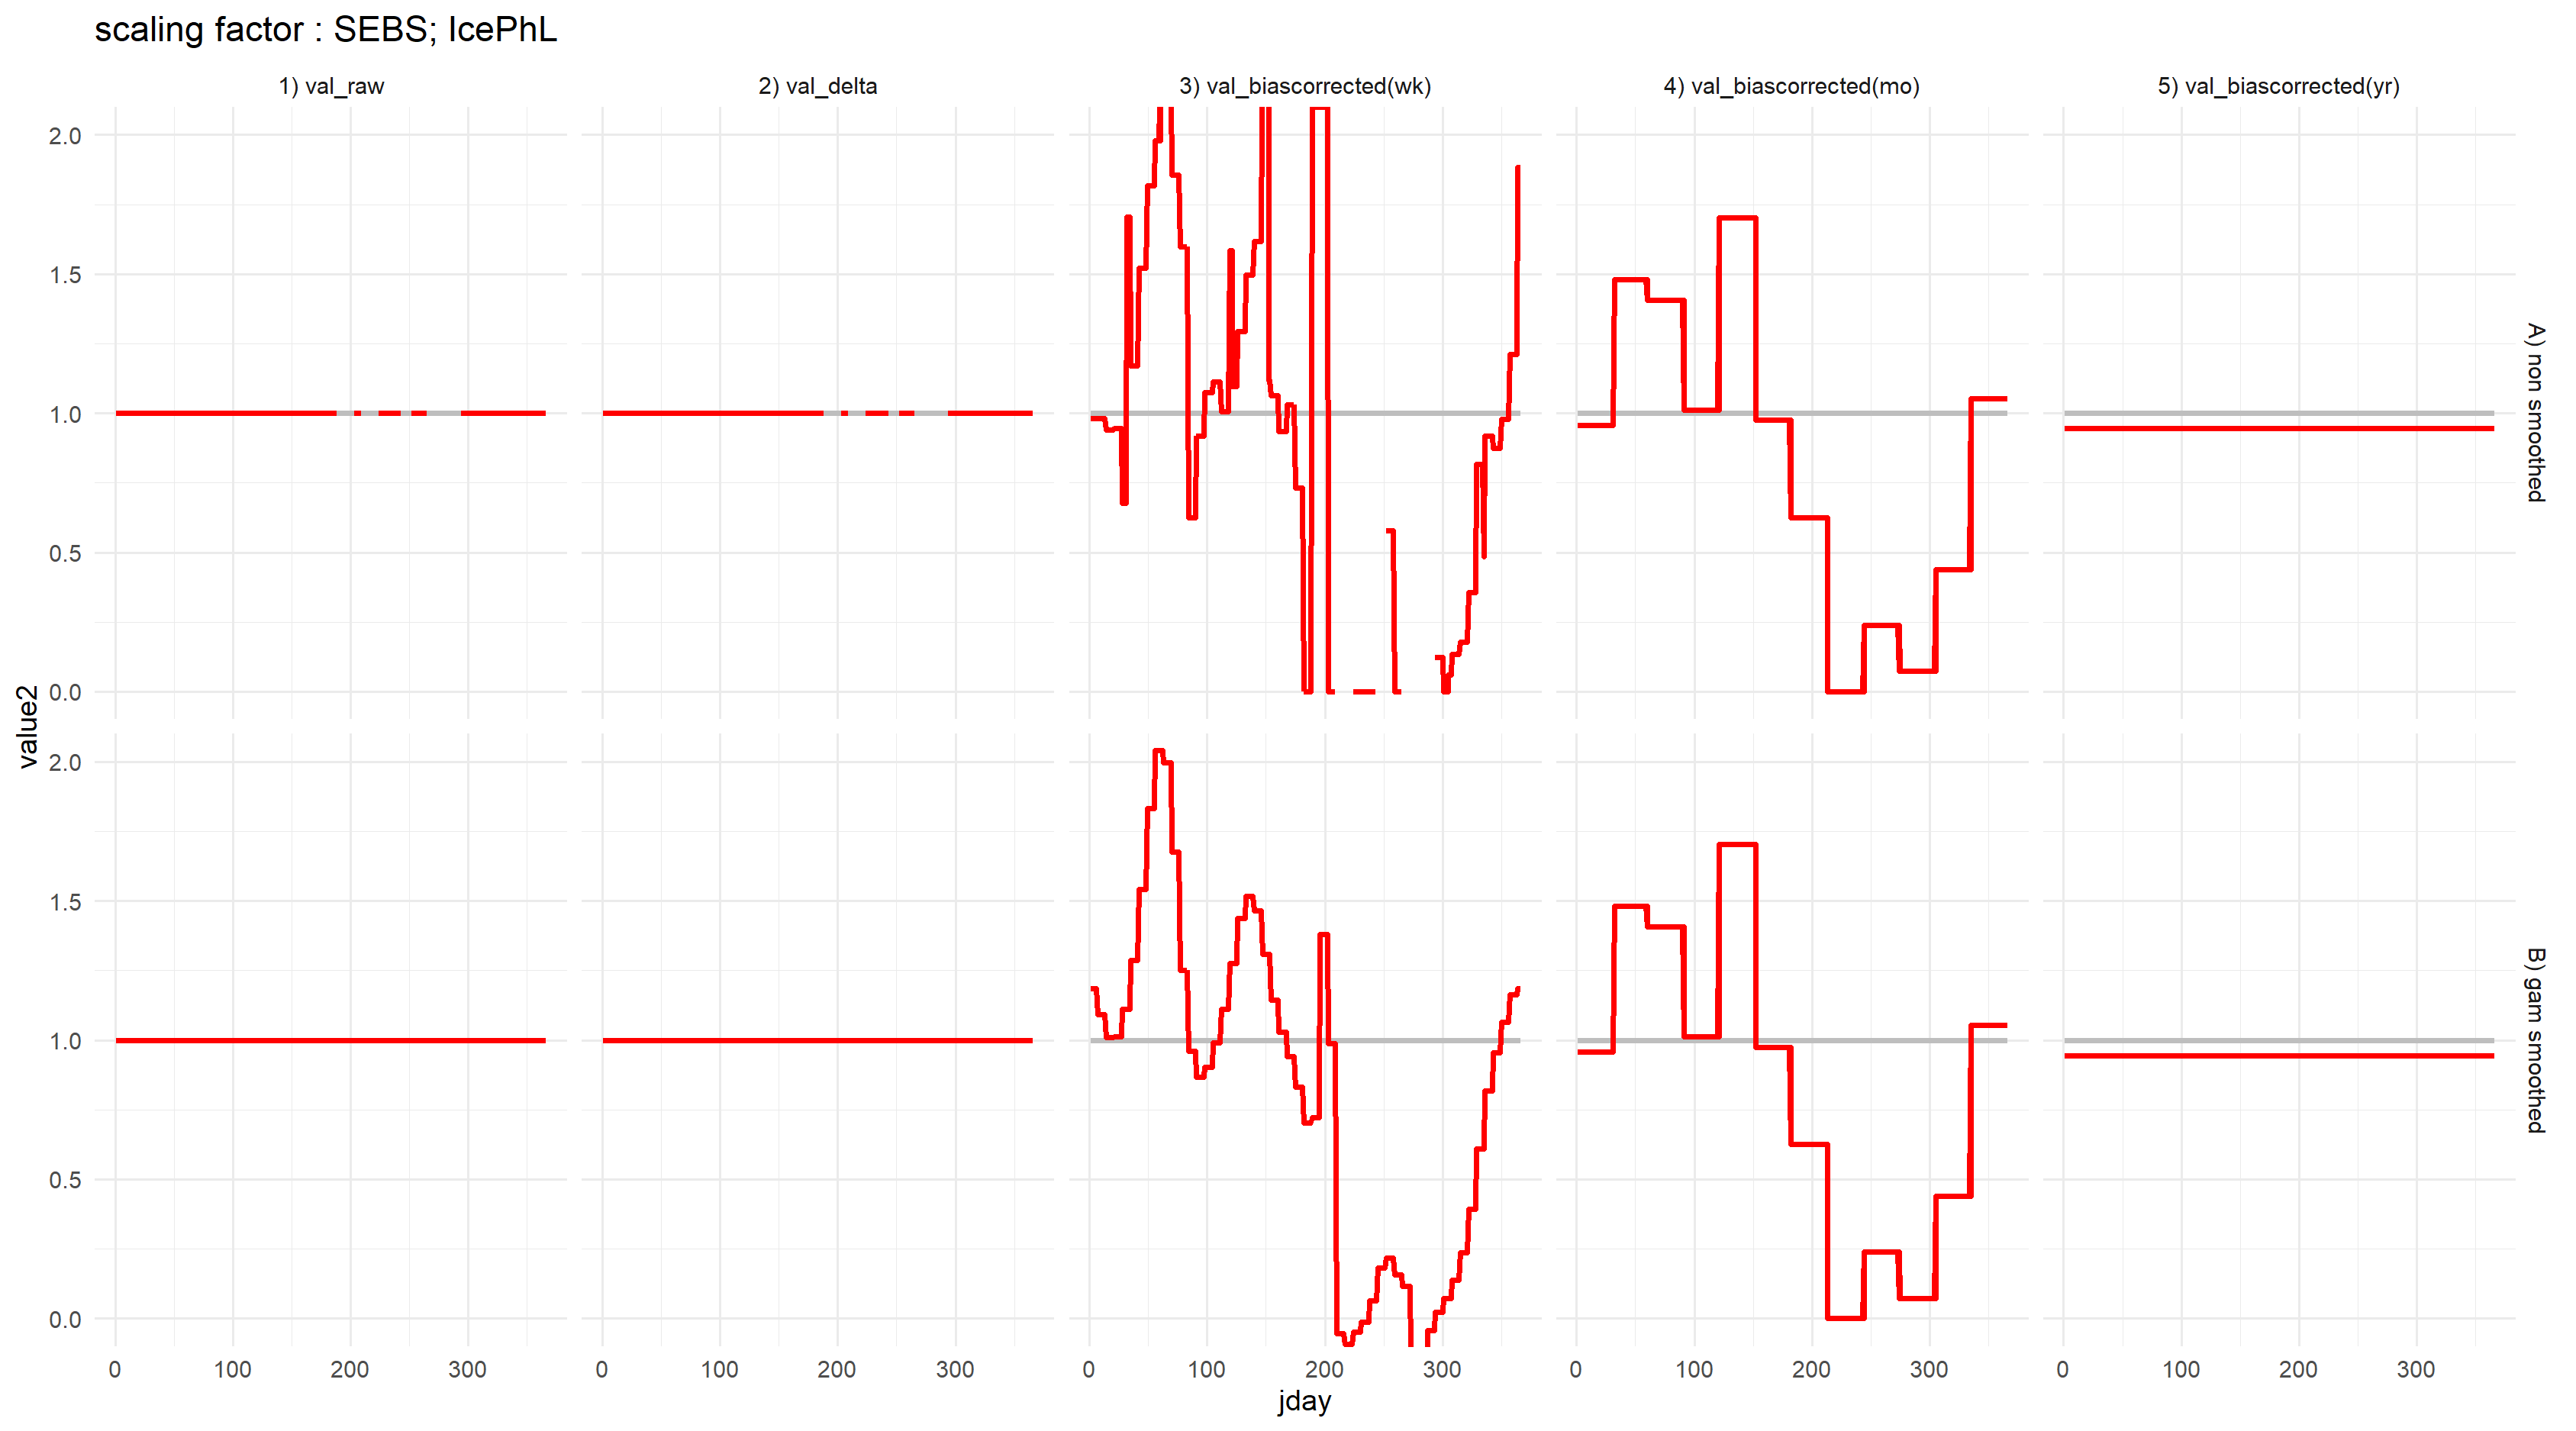 scaling factor : SEBS; IcePhL
1) val_raw
2) val_delta
3) val_biascorrected(wk)
4) val_biascorrected(mo)
5) val_biascorrected(yr)
2.0
1.5
1.0
0.5
0.0
A) non smoothed
value2
2.0
1.5
1.0
0.5
0.0
B) gam smoothed
0 100 200 300
0 100 200 300
0 100 200 300
0 100 200 300
0 100 200 300
jday